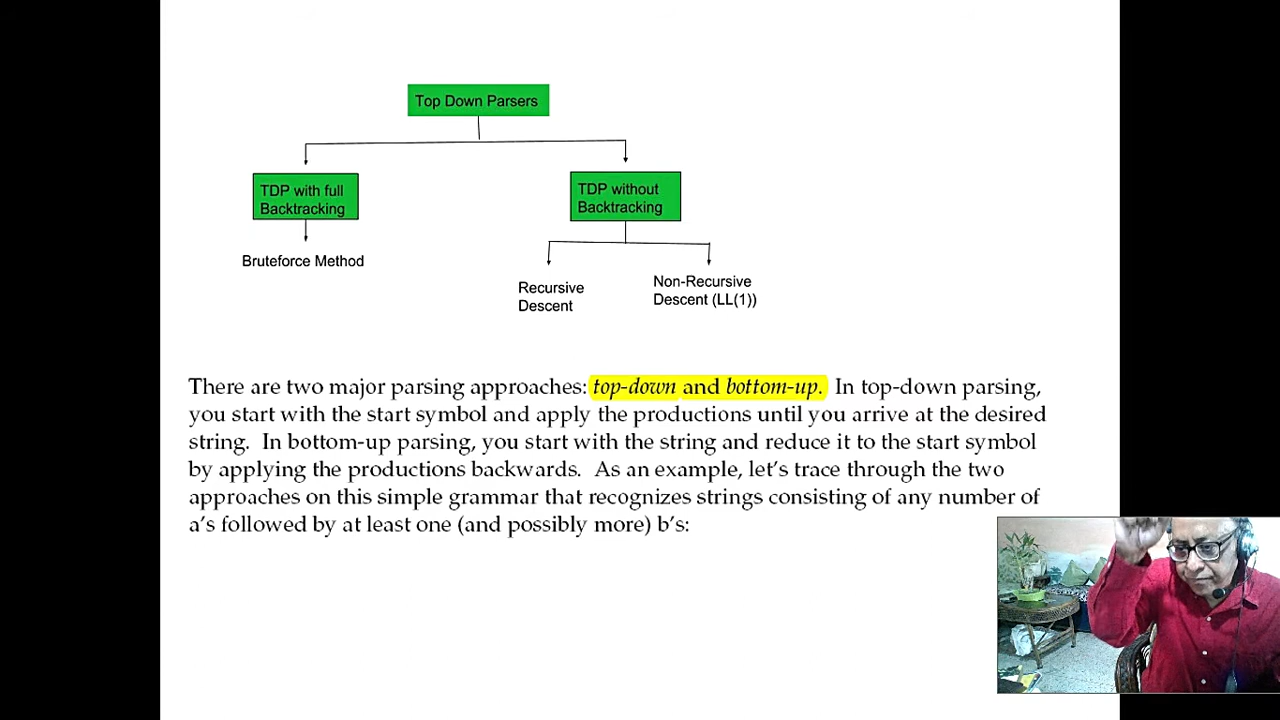 Top Down Parsers
TDP with full
Backtracking
TDP without
Backtracking
Bruteforce Method
Recursive
Descent
Non-Recursive
Descent (LL(1))
There are two major parsing approaches: top-down and bottom-up. In top-down parsing,
you start with the start symbol and apply the productions until you arrive at the desired
string. In bottom-up parsing, you start with the string and reduce it to the start symbol
by applying the productions backwards. As an example, let’s trace through the two
approaches on this simple grammar that recognizes strings consisting of any number of
a’s followed by at least one (and possibly more) b’s: